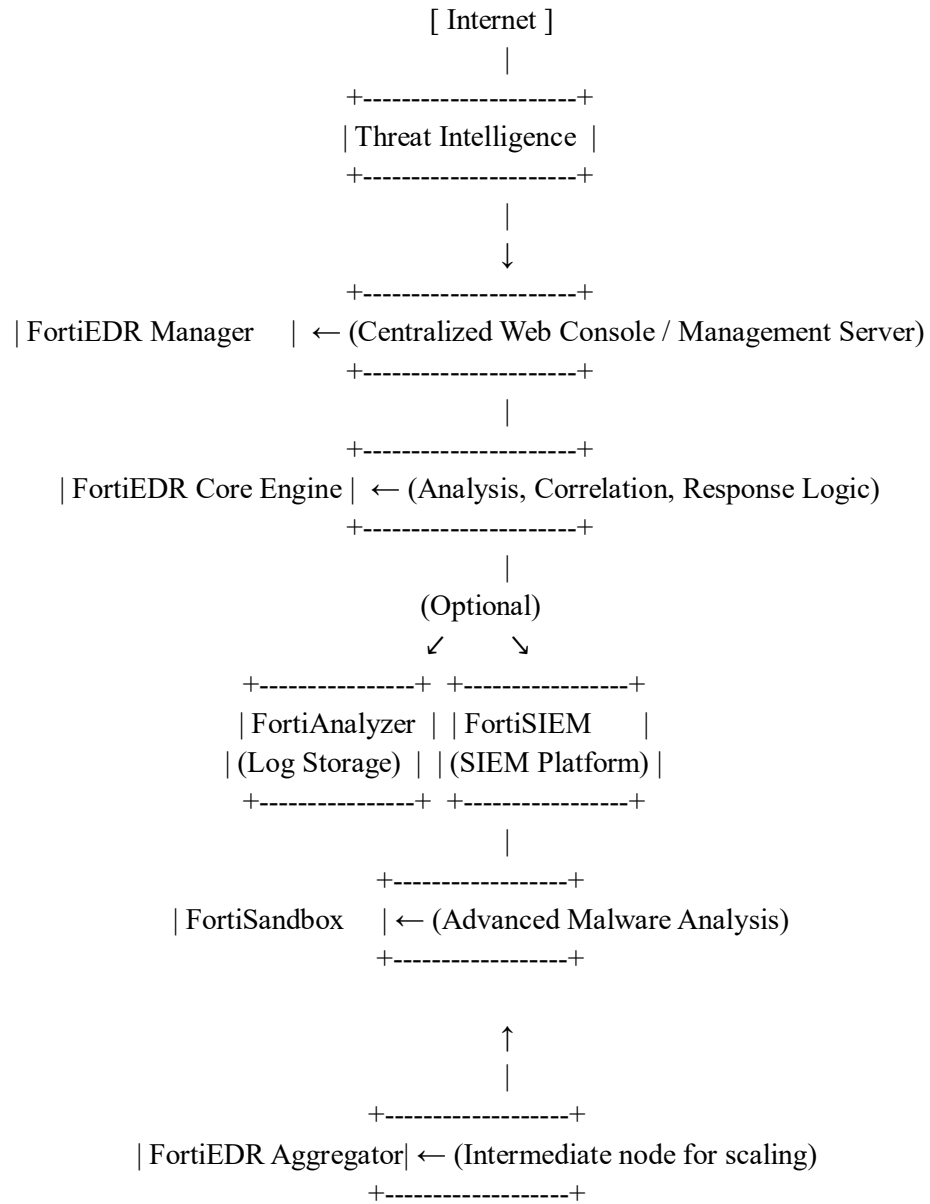 [ Internet ]
|
+----------------------+
| Threat Intelligence |
+----------------------+
|
↓
+----------------------+
| FortiEDR Manager | ← (Centralized Web Console / Management Server)
+----------------------+
|
+----------------------+
| FortiEDR Core Engine | ← (Analysis, Correlation, Response Logic)
+----------------------+
|
(Optional)
↙ ↘
+----------------+ +-----------------+
| FortiAnalyzer | | FortiSIEM |
| (Log Storage) | | (SIEM Platform) |
+----------------+ +-----------------+
|
+------------------+
| FortiSandbox | ← (Advanced Malware Analysis)
+------------------+
↑
|
+-------------------+
| FortiEDR Aggregator| ← (Intermediate node for scaling)
+-------------------+